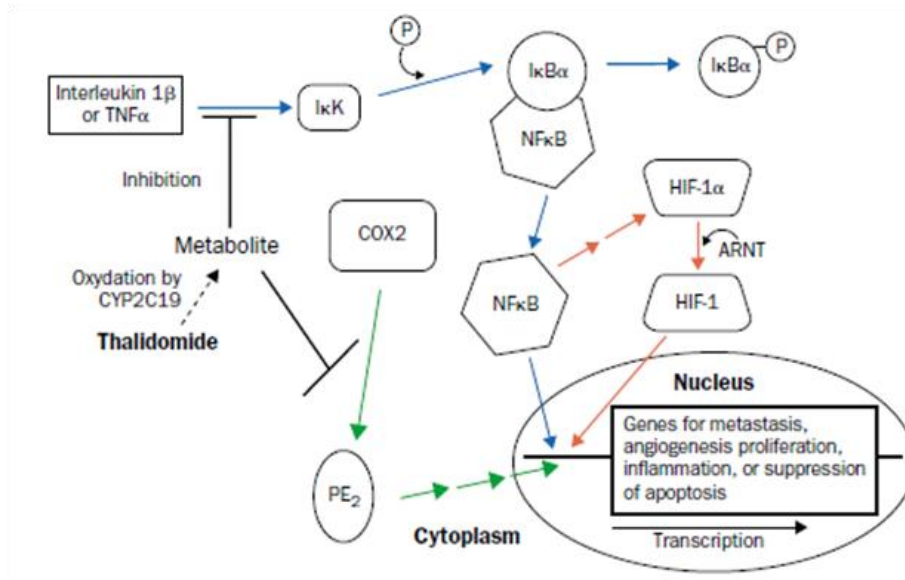 P
Interleukin 1β
or TNFα
IκK
IκBα
IκBα
P
NFκB
Inhibition
HIF-1α
COX2
Metabolite
ARNT
Oxydation by
CYP2C19
NFκB
HIF-1
Thalidomide
Nucleus
Genes for metastasis,
angiogenesis proliferation,
inflammation, or suppression
of apoptosis
PE₂
Cytoplasm
Transcription